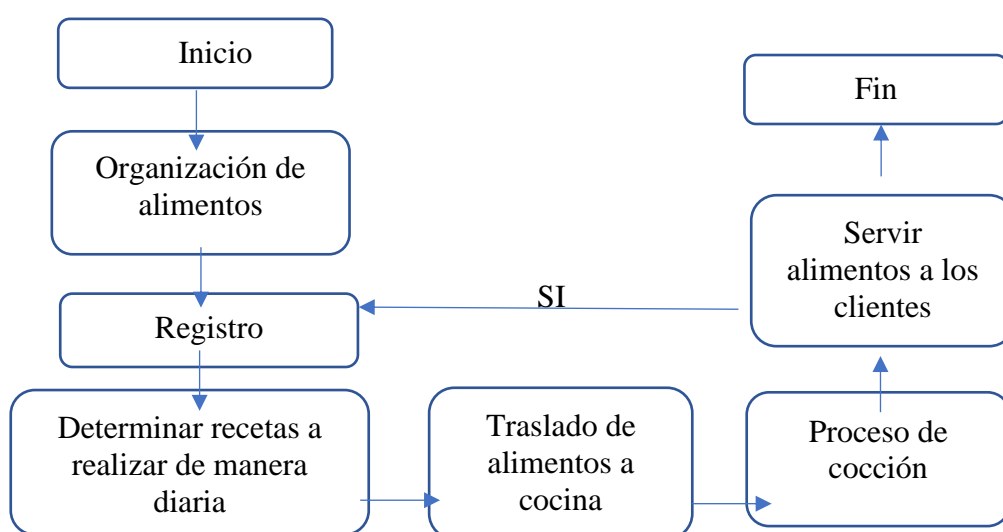 Inicio
Organización de
alimentos
Registro
Determinar recetas a
realizar de manera
diaria
Traslado de
alimentos a
cocina
Proceso de
cocción
Servir
alimentos a los
clientes
SI
Fin